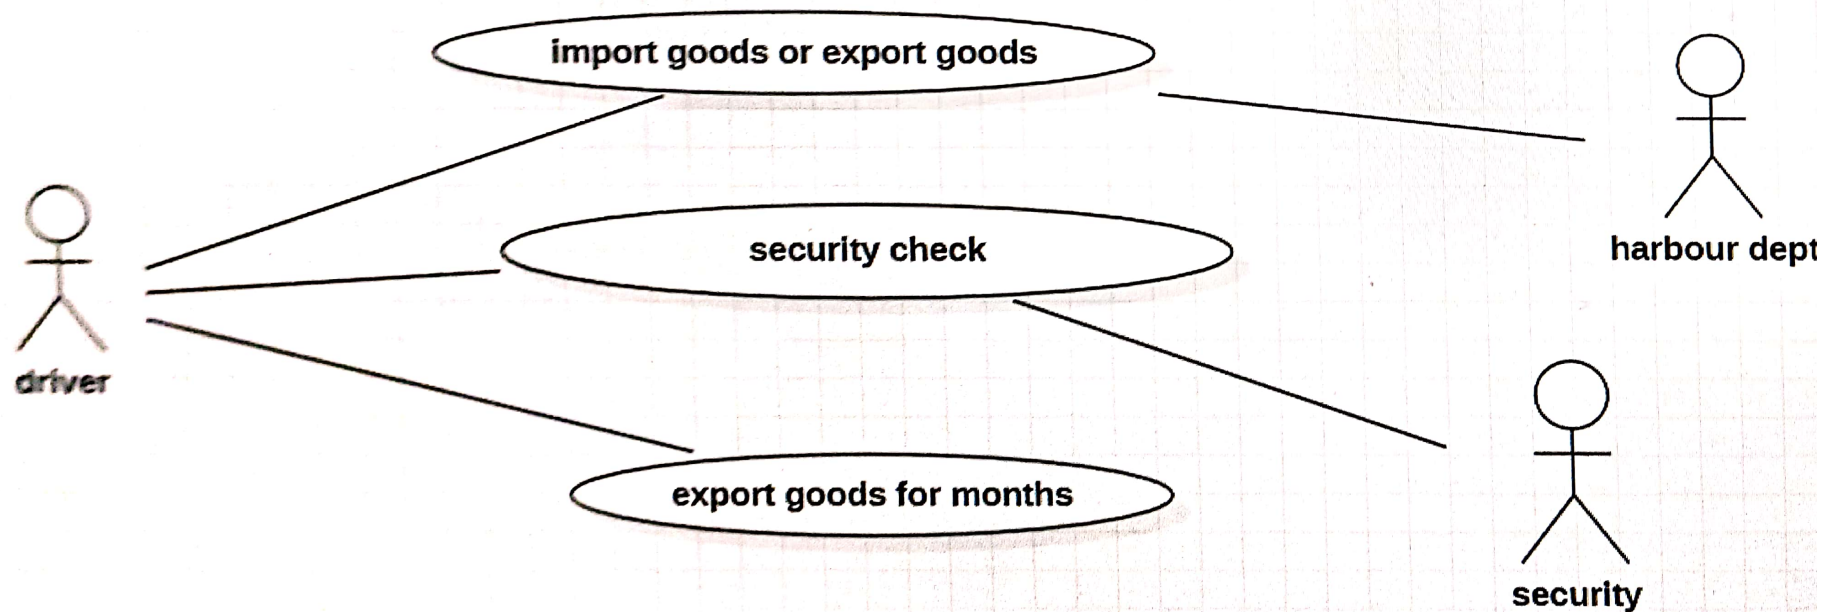 import goods or export goods
harbour dept
security check
driver
export goods for months
security